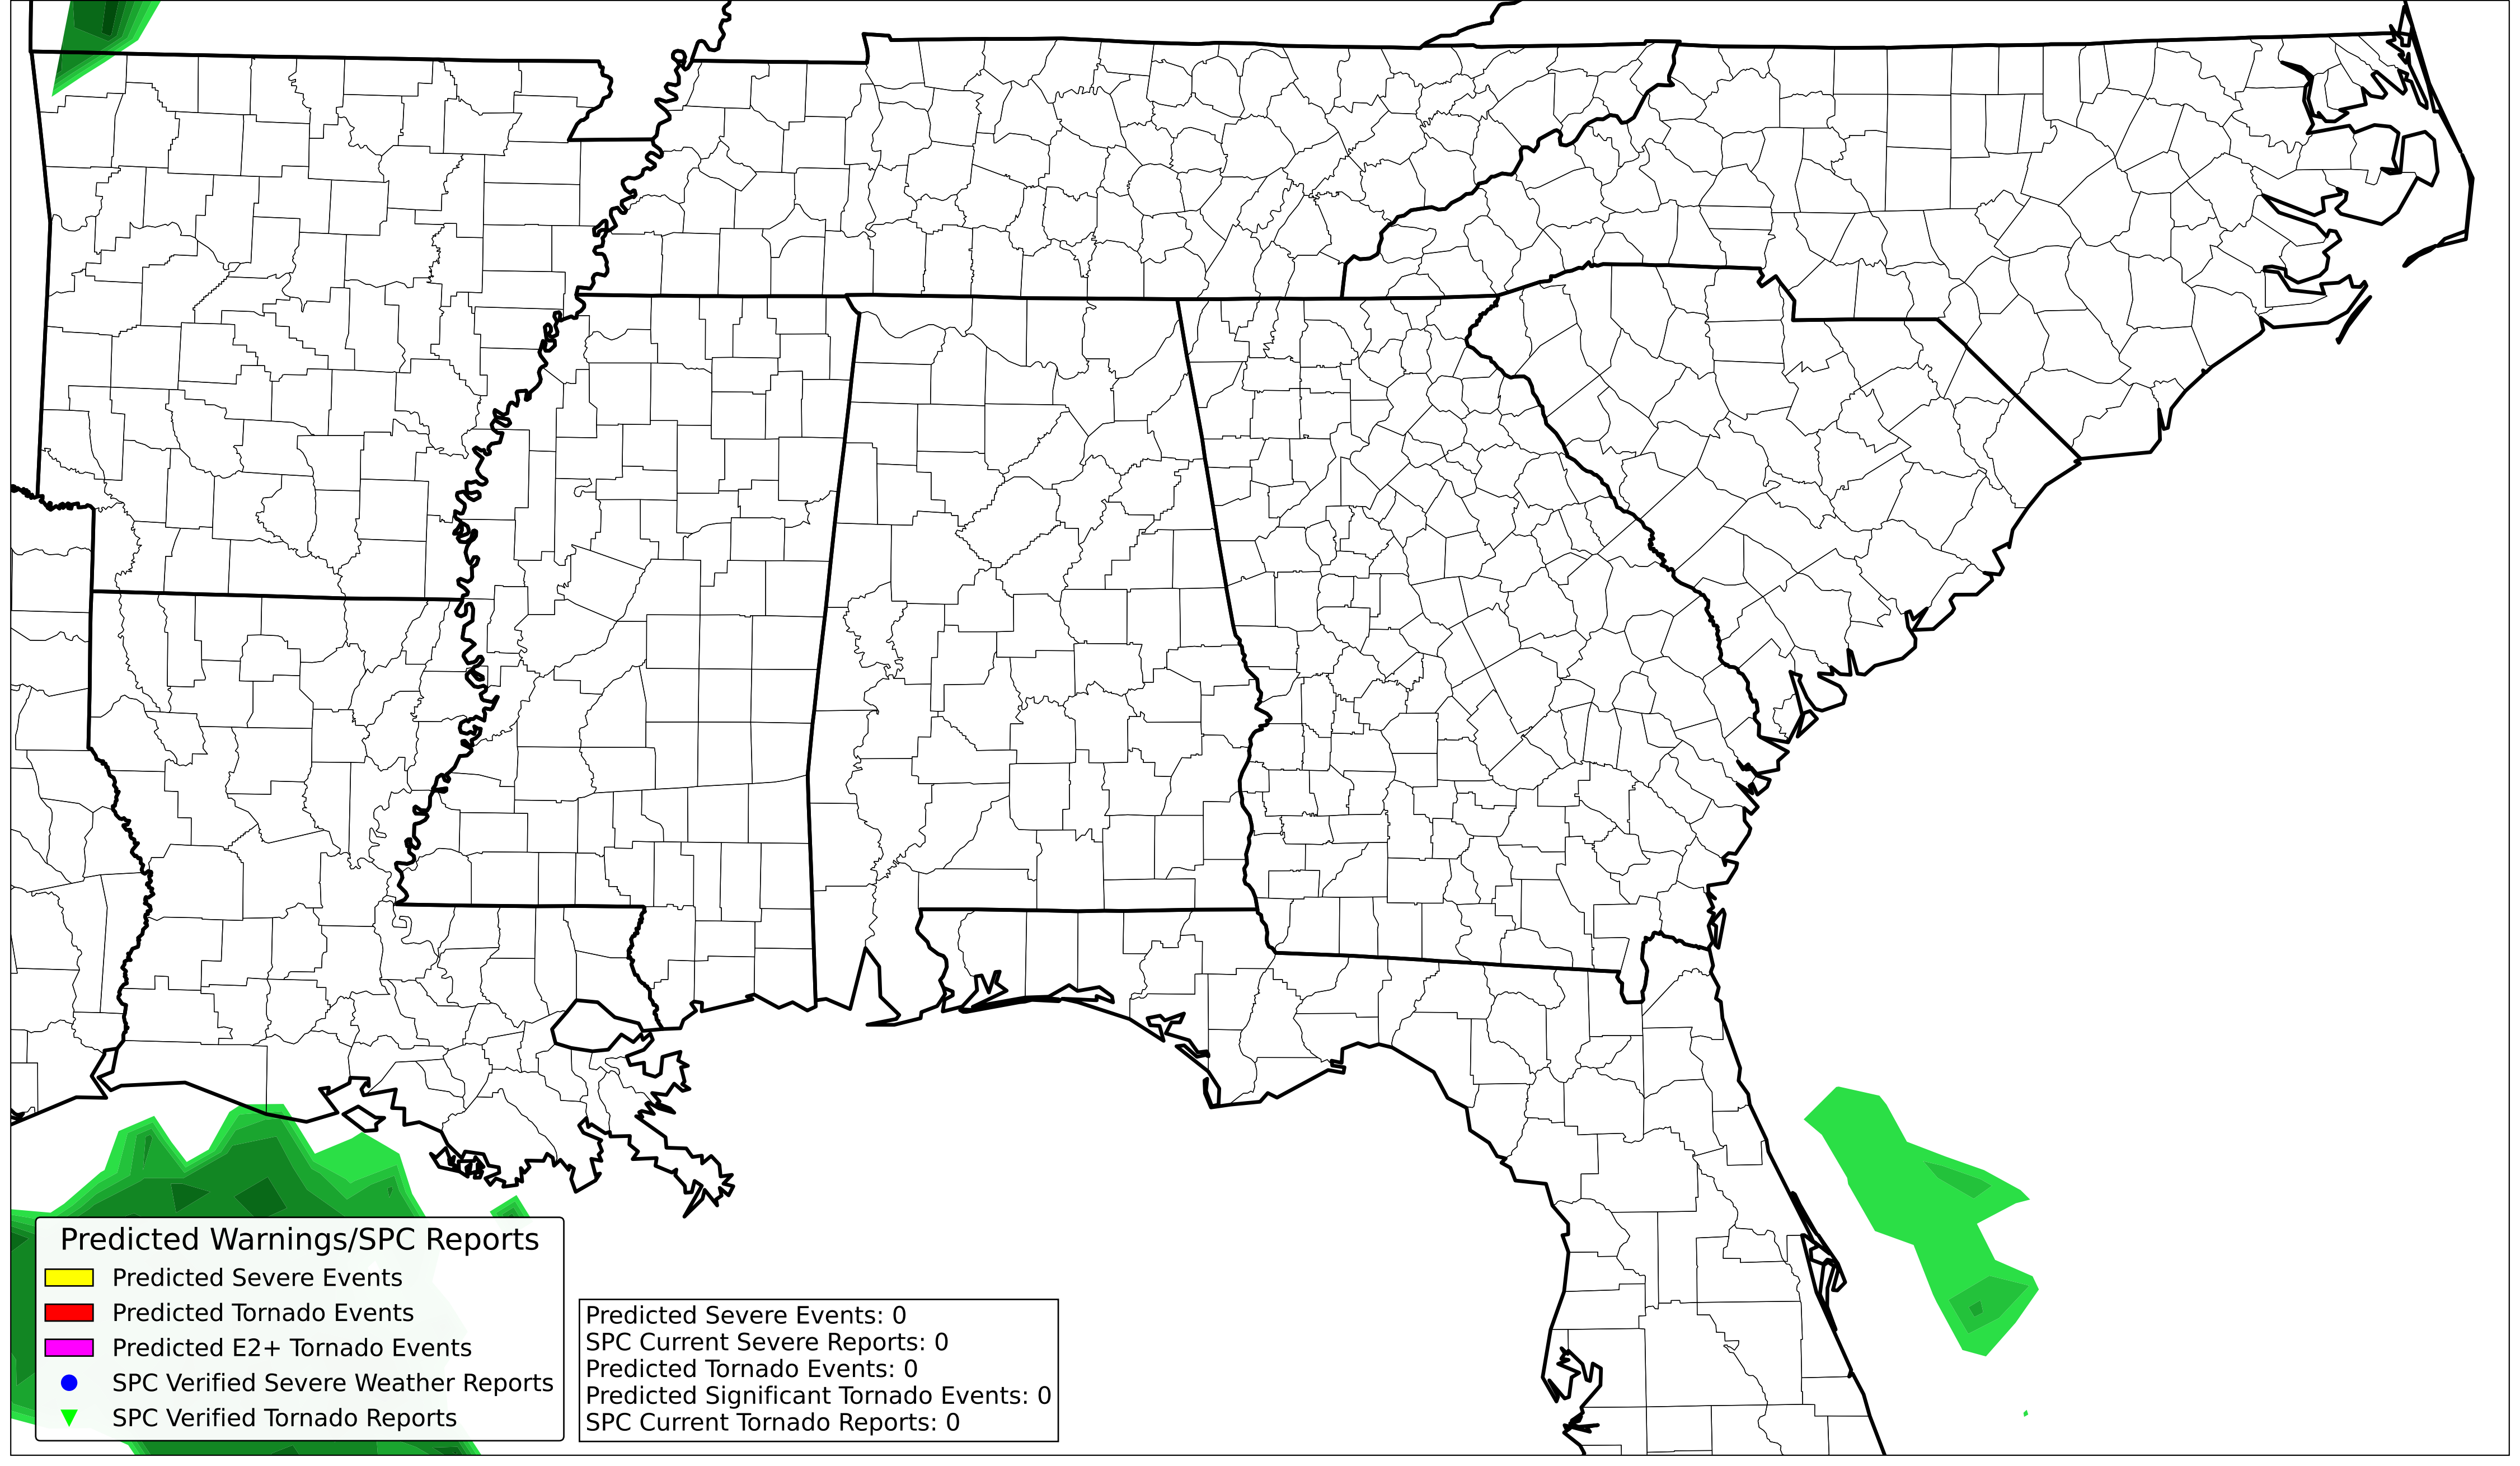 Predicted Warnings/SPC Reports
Predicted Severe Events
Predicted Tornado Events
Predicted E2+ Tornado Events
SPC Verified Severe Weather Reports
SPC Verified Tornado Reports
Predicted Severe Events: 0
SPC Current Severe Reports: 0
Predicted Tornado Events: 0
Predicted Significant Tornado Events: 0
SPC Current Tornado Reports: 0